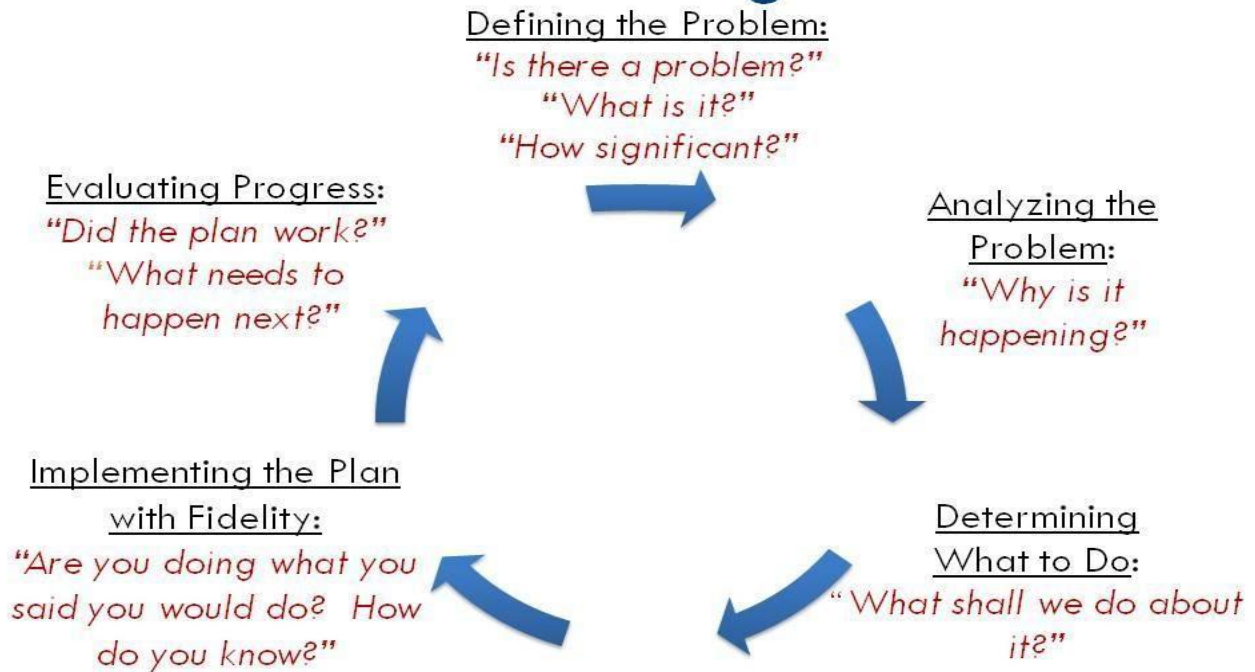 Defining the Problem:
“Is there a problem?”
“What is it?”
“How significant?”
Analyzing the
Problem:
“Why is it
happening?”
Determining
What to Do:
“What shall we do about
it?”
Implementing the Plan
with Fidelity:
“Are you doing what you
said you would do?  How
do you know?”
Evaluating Progress:
“Did the plan work?”
“What needs to
happen next?”